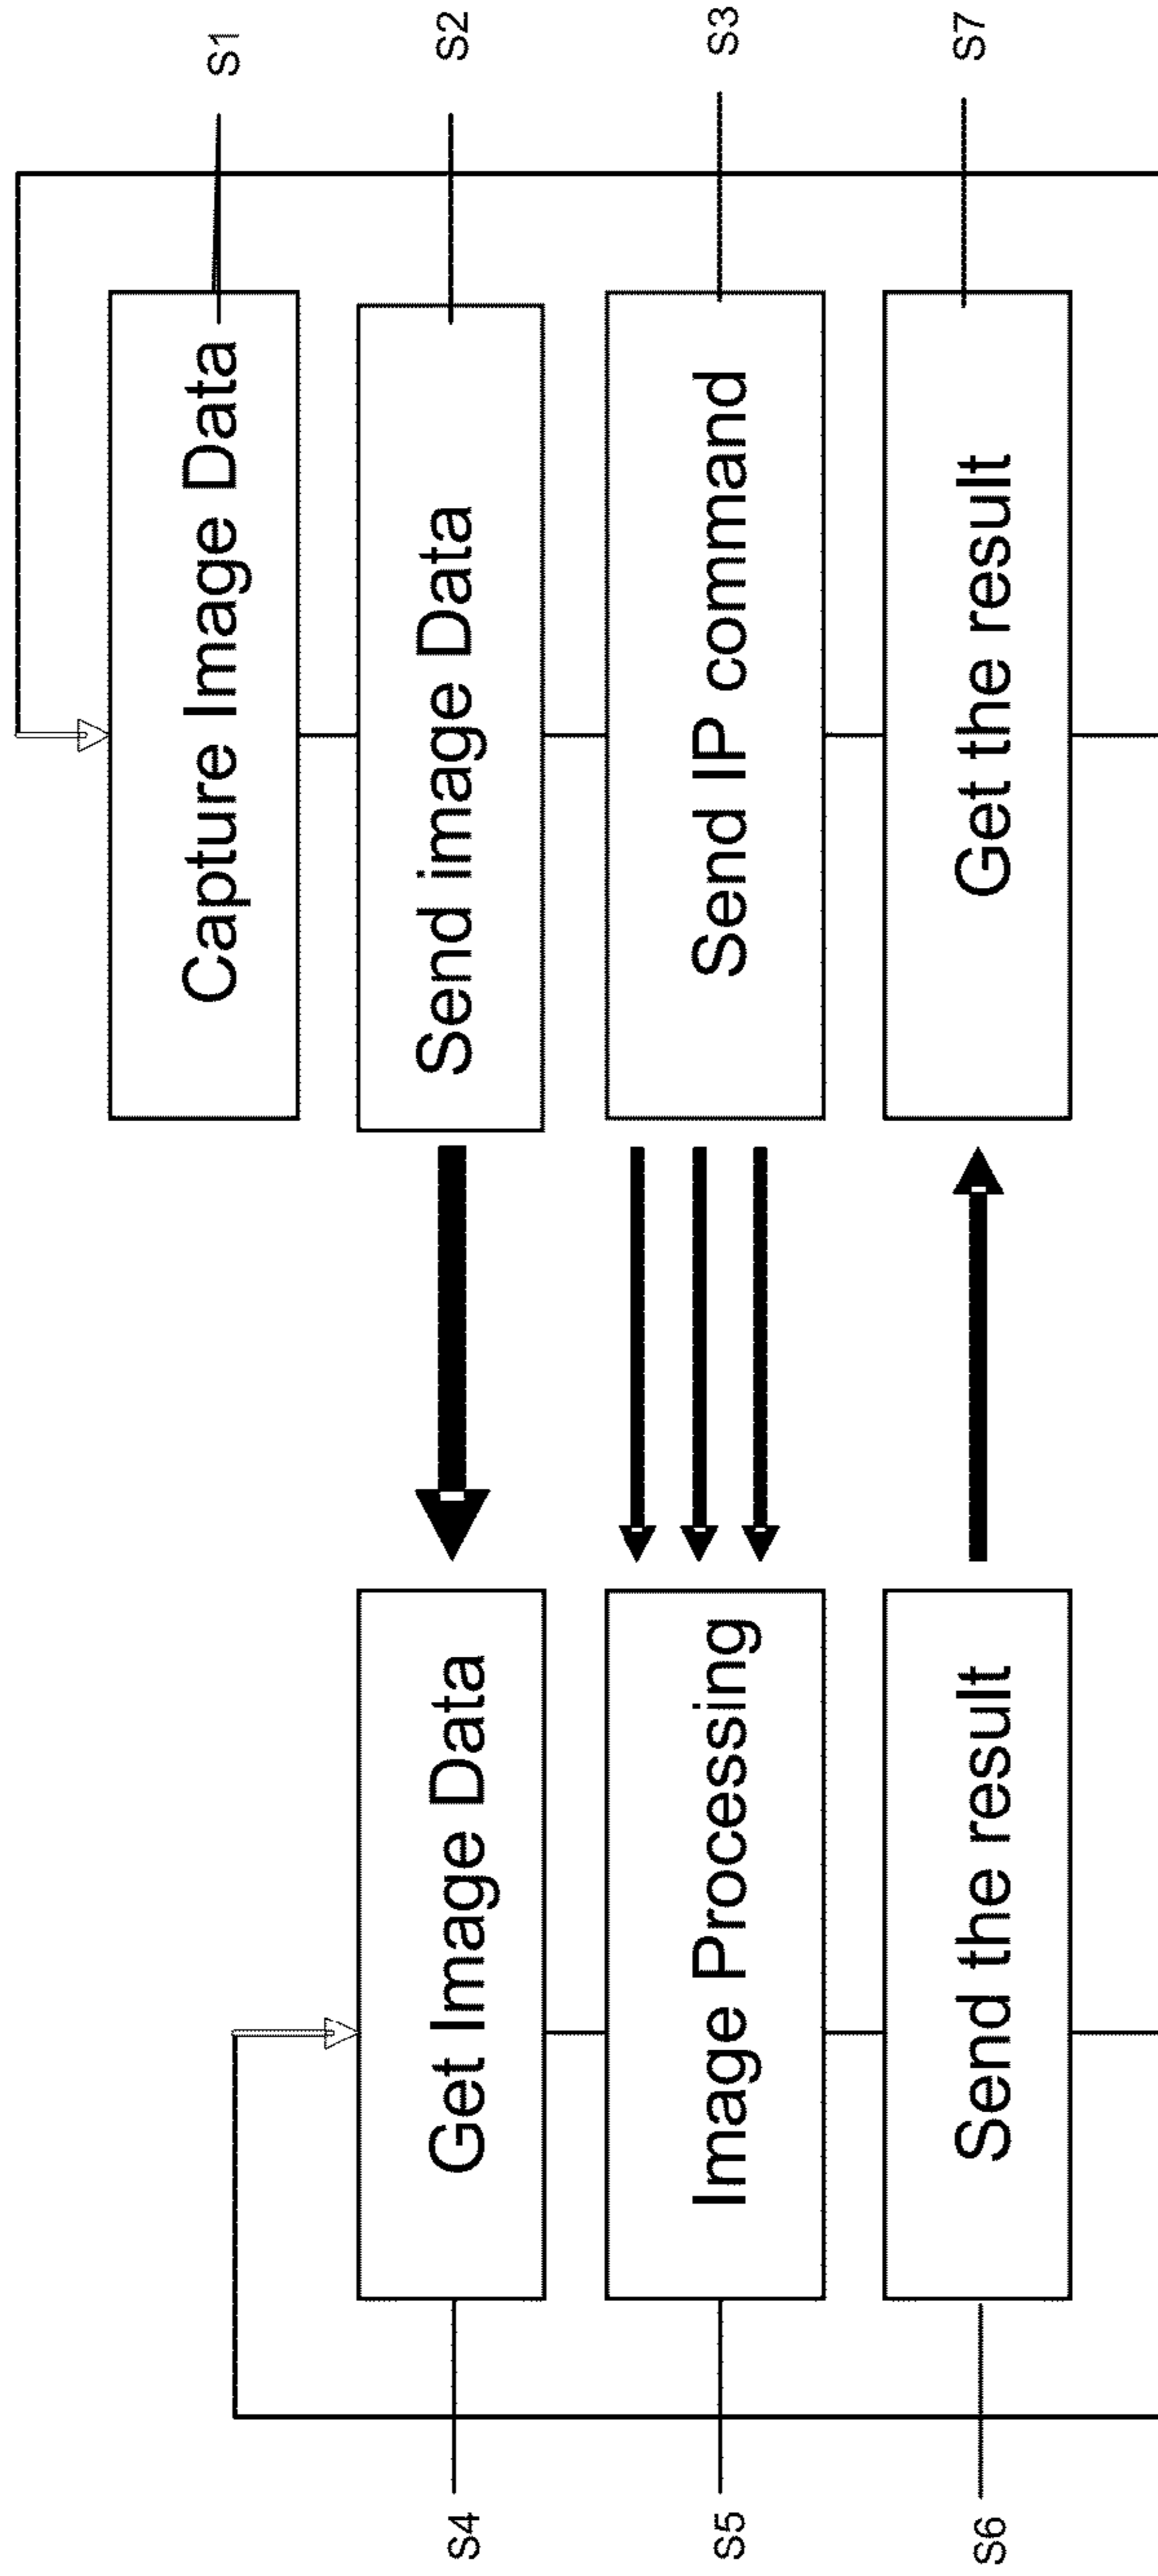 S1
Capture Image Data
S2
Send image Data
S3
Send IP command
S7
Get the result
S4
Get Image Data
S5
Image Processing
S6
Send the result